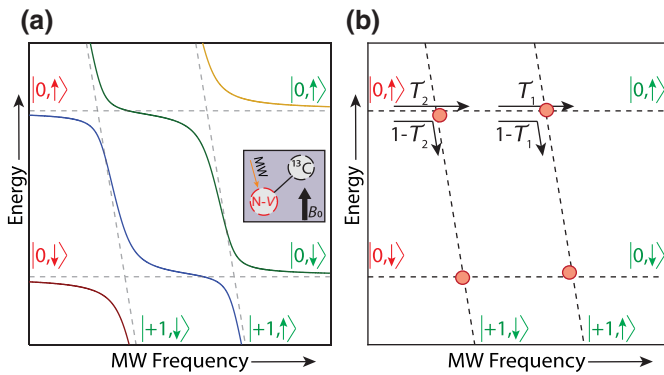 (a)
|0,↑⟩
|0,↑⟩
MW
¹³C
N-V
B₀
|0,↓⟩
|0,↓⟩
|+1,↓⟩
|+1,↑⟩
Energy
MW Frequency
(b)
|0,↑⟩
𝒯₂
𝒯₁
|0,↑⟩
1-𝒯₂
1-𝒯₁
|0,↓⟩
|0,↓⟩
|+1,↓⟩
|+1,↑⟩
Energy
MW Frequency